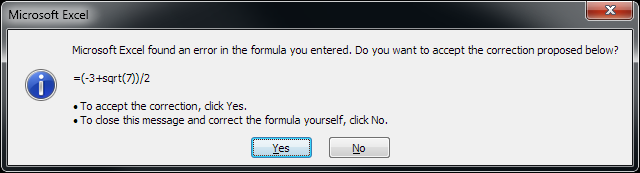 Microsoft Excel
Microsoft Excel found an error in the formula you entered. Do you want to accept the correction proposed below?
=(-3+sqrt(7))/2
• To accept the correction, click Yes.
• To close this message and correct the formula yourself, click No.
Yes No